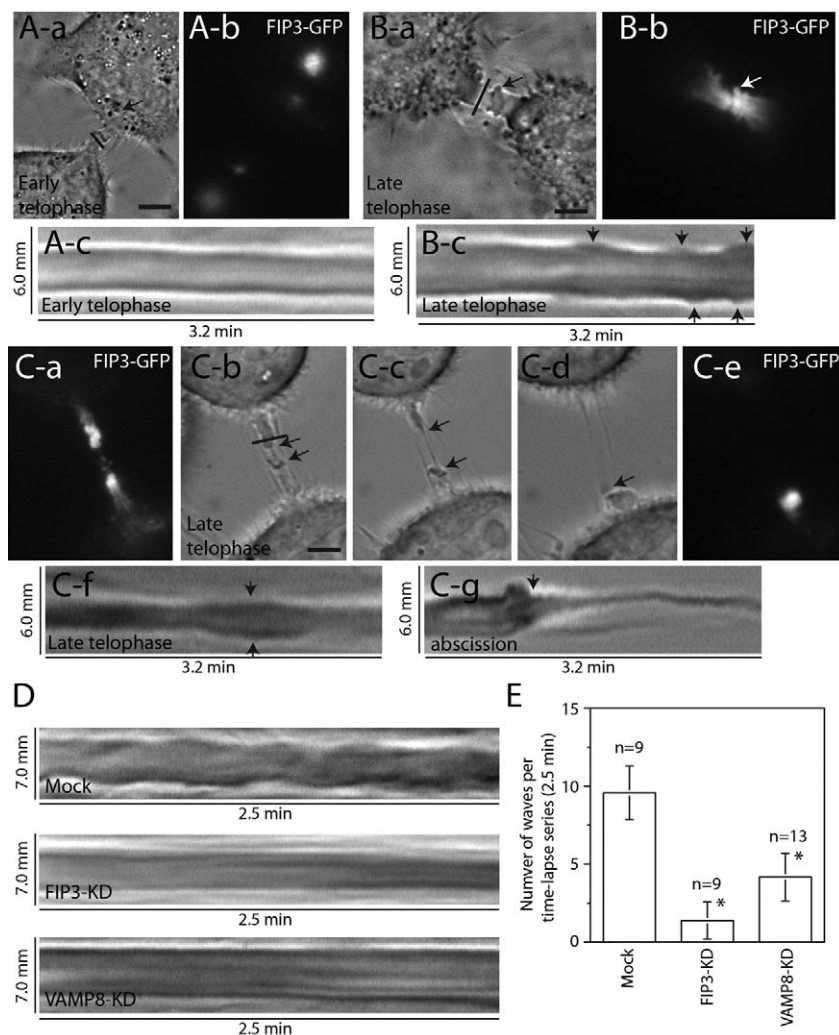 A-a
A-b
FIP3-GFP
B-a
B-b
FIP3-GFP
Early
telophase
Late
telophase
6.0 mm
A-c
Early telophase
3.2 min
6.0 mm
B-c
Late telophase
3.2 min
C-a
FIP3-GFP
C-b
C-c
C-d
C-e
FIP3-GFP
Late
telophase
6.0 mm
C-f
Late telophase
3.2 min
6.0 mm
C-g
abscission
3.2 min
D
7.0 mm
Mock
2.5 min
7.0 mm
FIP3-KD
2.5 min
7.0 mm
VAMP8-KD
2.5 min
E
Numver of waves per
time-lapse series (2.5 min)
15
10
5
0
n=9
n=9
*
n=13
*
Mock
FIP3-KD
VAMP8-KD